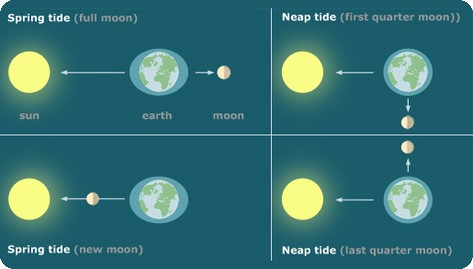 Spring tide (full moon)
Neap tide (first quarter moon))
sun
earth
moon
Spring tide (new moon)
Neap tide (last quarter moon)